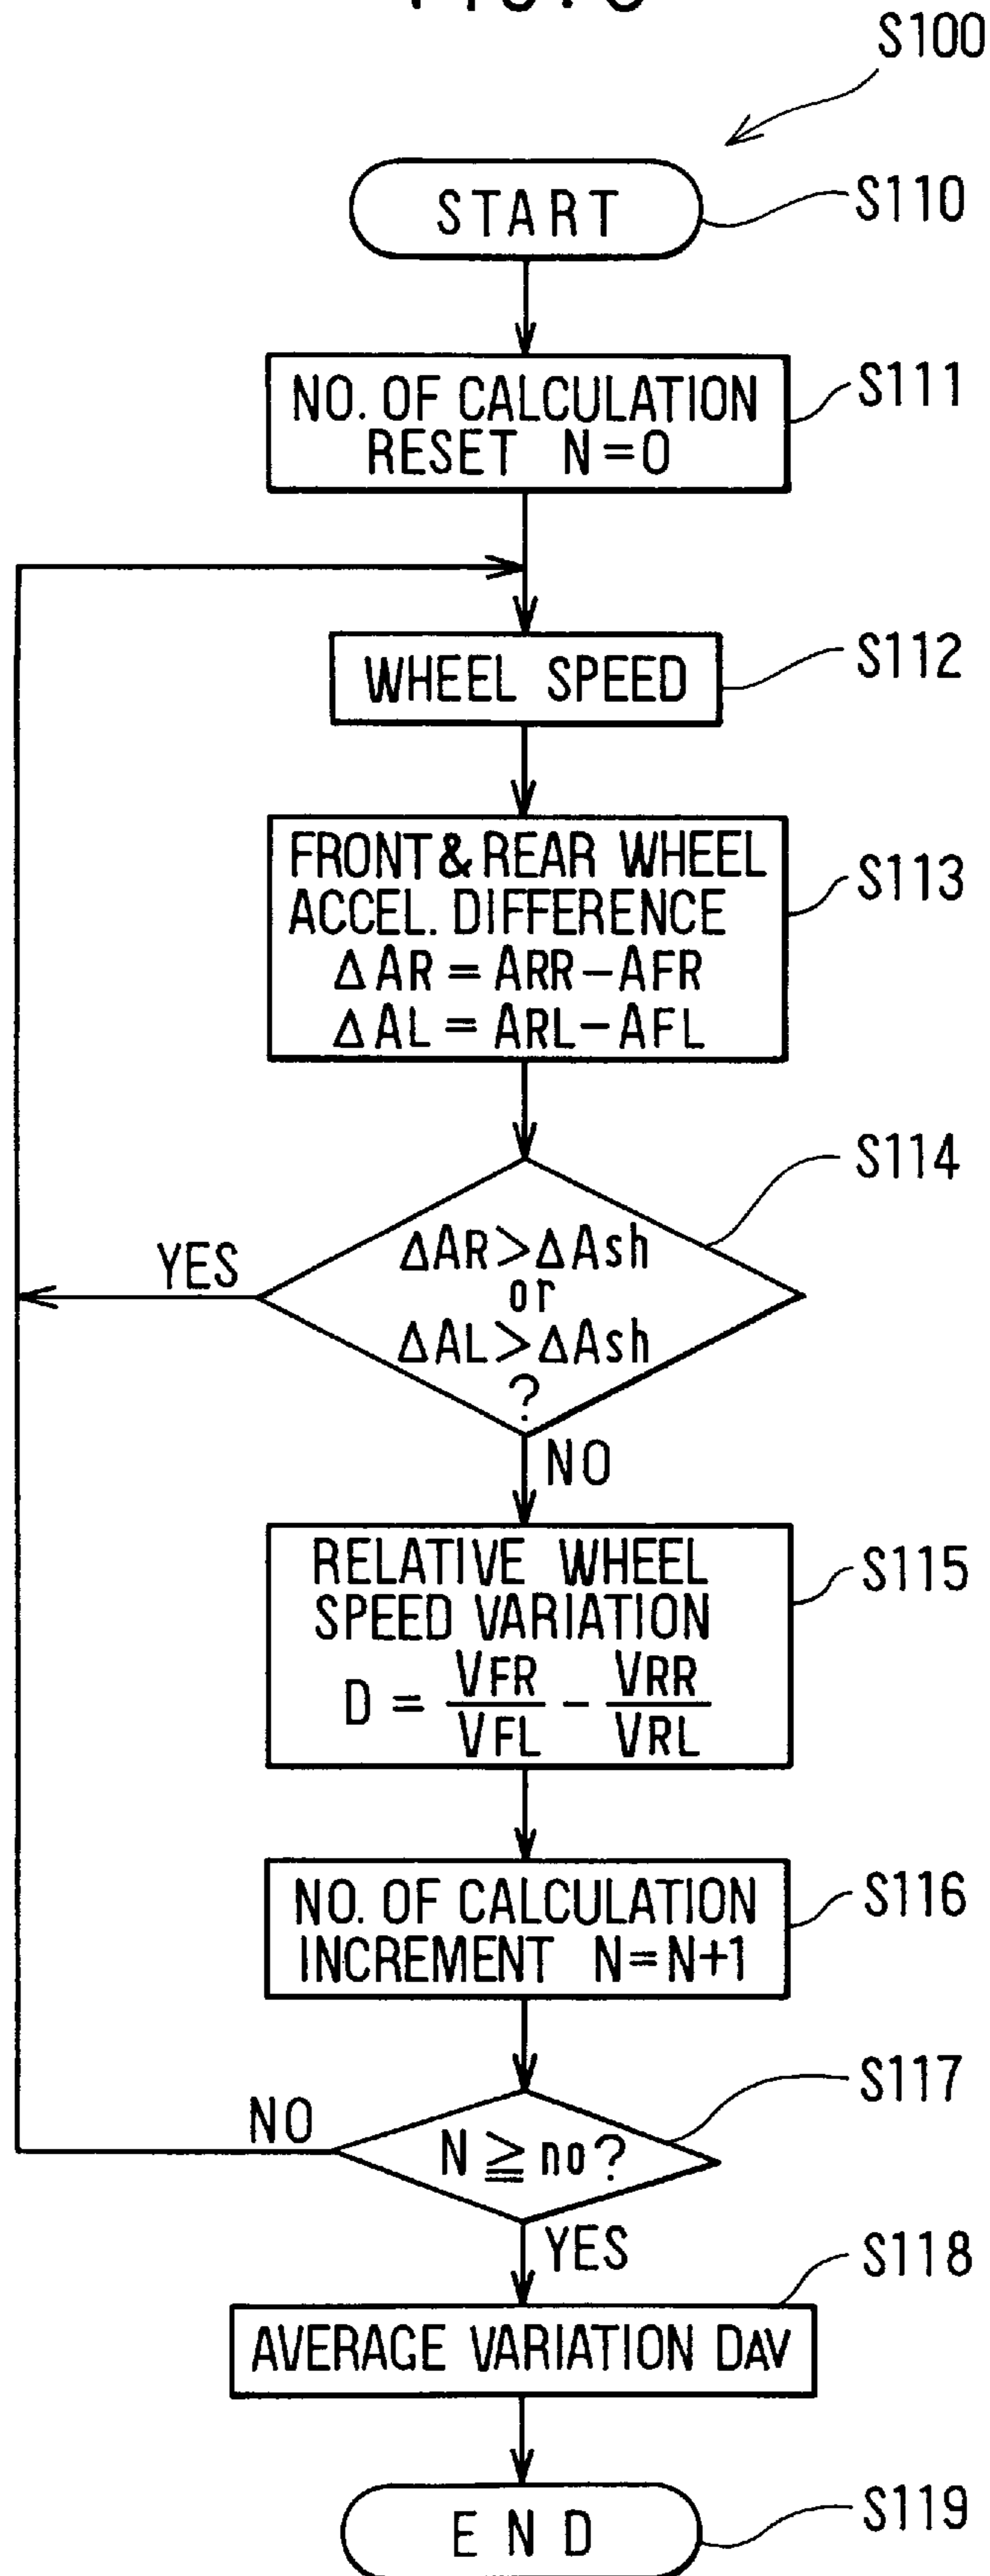 S100
START
S110
NO. OF CALCULATION
RESET N=0
S111
WHEEL SPEED
S112
FRONT & REAR WHEEL
ACCEL. DIFFERENCE
ΔAR = ARR - AFR
ΔAL = ARL - AFL
S113
ΔAR > ΔAsh
or
ΔAL > ΔAsh
?
S114
YES
NO
RELATIVE WHEEL
SPEED VARIATION
D = VFR/VFL - VRR/VRL
S115
NO. OF CALCULATION
INCREMENT N=N+1
S116
N ≧ no?
S117
NO
YES
AVERAGE VARIATION DAV
S118
END
S119